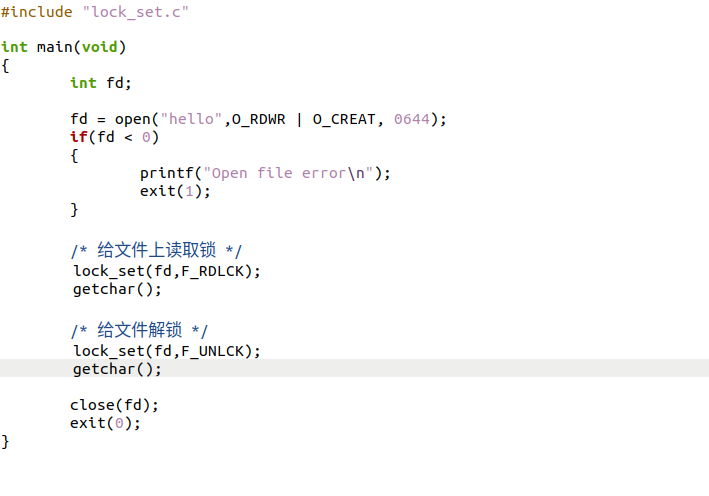 #include "lock_set.c"
int main(void)
{
int fd;
fd = open("hello",O_RDWR | O_CREAT, 0644);
if(fd < 0)
{
printf("Open file error\n");
exit(1);
}
/* 给文件上读取锁 */
lock_set(fd,F_RDLCK);
getchar();
/* 给文件解锁 */
lock_set(fd,F_UNLCK);
getchar();
close(fd);
exit(0);
}